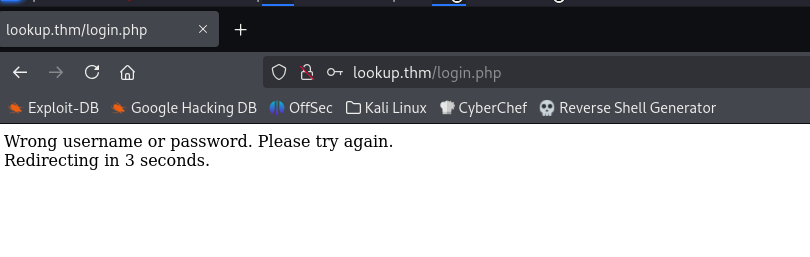 lookup.thm/login.php
lookup.thm/login.php
Exploit-DB Google Hacking DB OffSec Kali Linux CyberChef Reverse Shell Generator
Wrong username or password. Please try again.
Redirecting in 3 seconds.